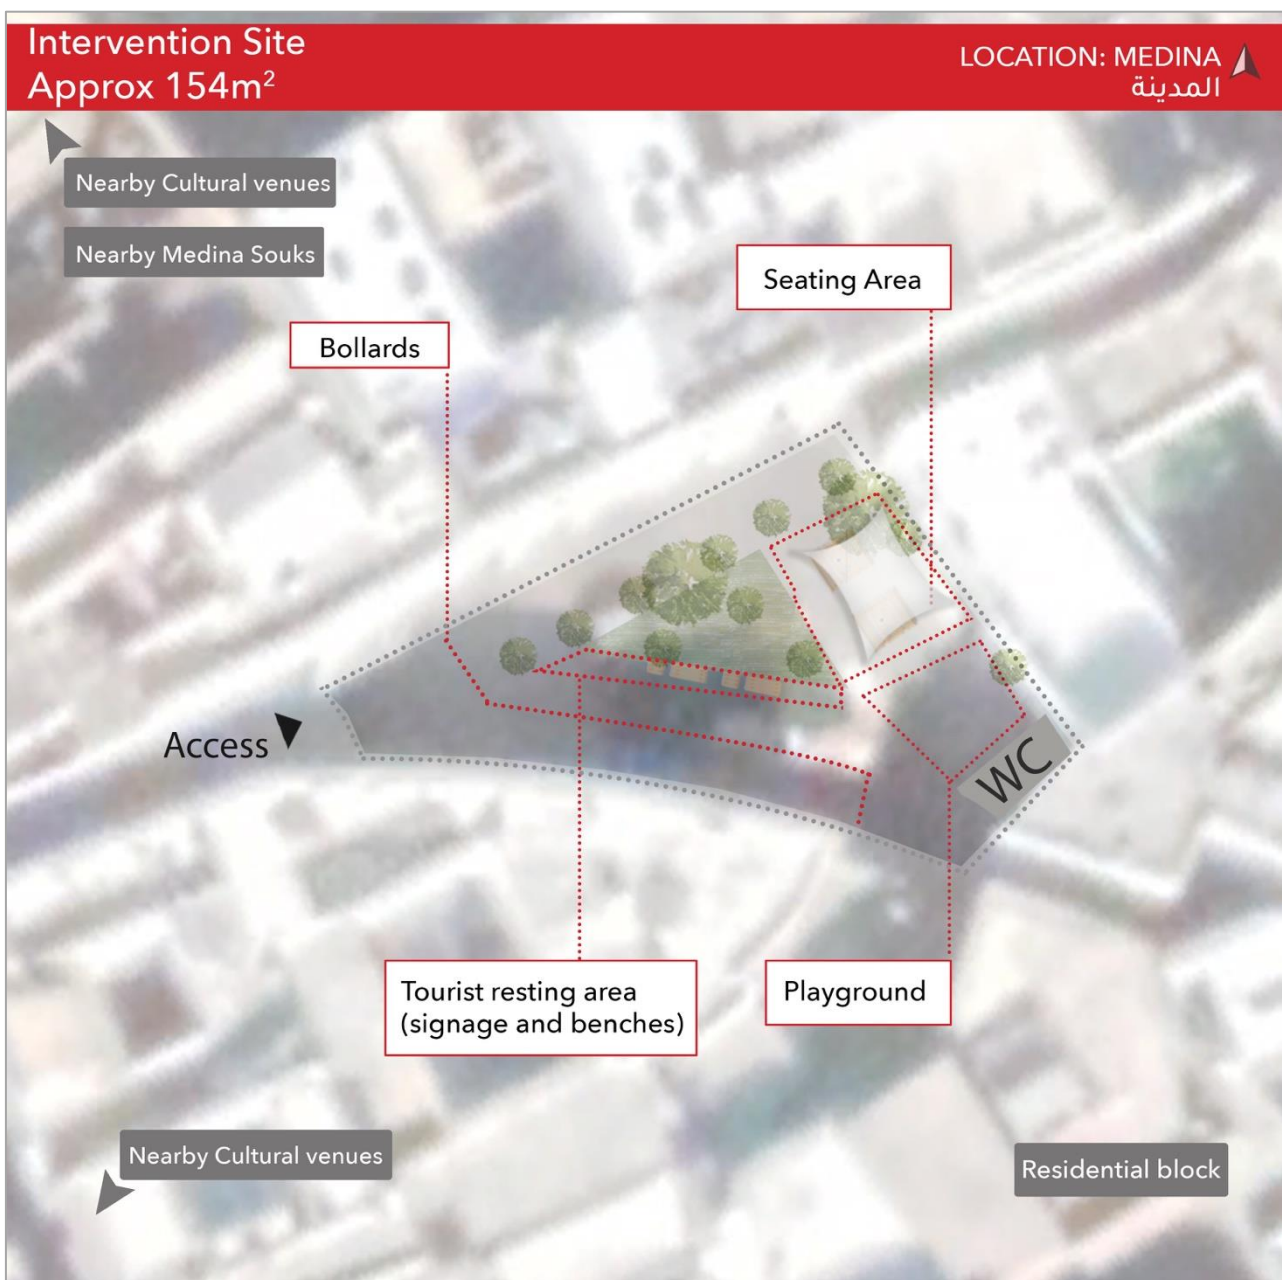 Intervention Site
Approx 154m²
LOCATION: MEDINA
المدينة
Nearby Cultural venues
Nearby Medina Souks
Seating Area
Bollards
Access
WC
Tourist resting area
(signage and benches)
Playground
Nearby Cultural venues
Residential block